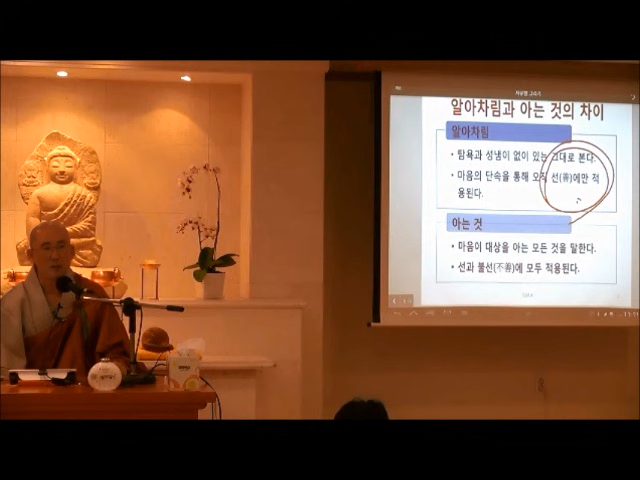 알아차림과 아는 것의 차이
알아차림
• 탐욕과 성냄이 없이 있는 그대로 본다.
• 마음의 단속을 통해 오직 선(善)에만 적
용된다.
아는 것
• 마음이 대상을 아는 모든 것을 말한다.
• 선과 불선(不善)에 모두 적용된다.